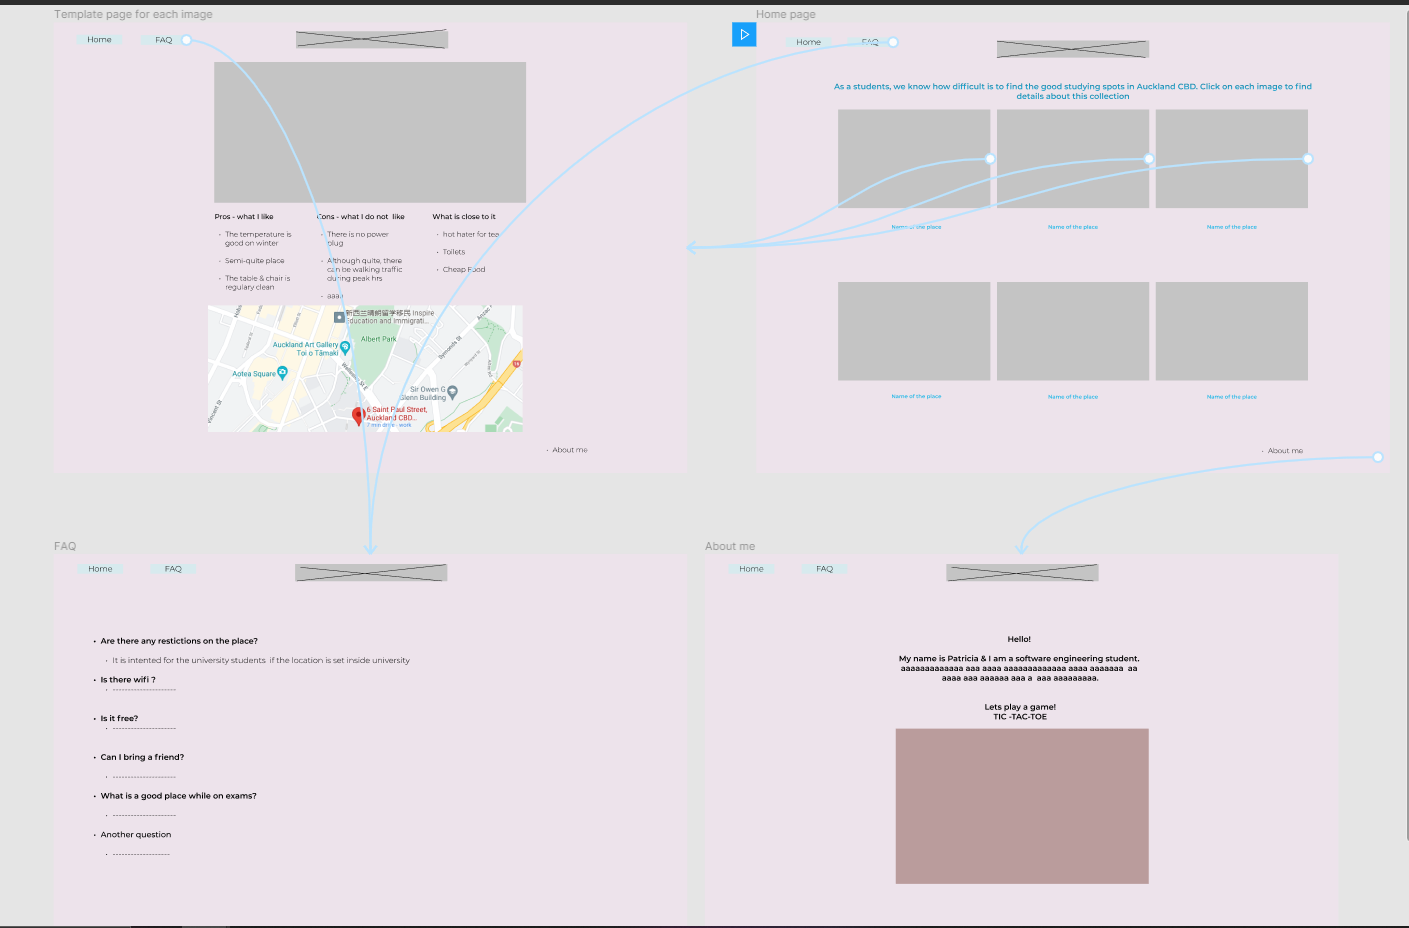 Template page for each image
Home
FAQ
Pros - what I like
The temperature is
good on winter
Semi-quite place
The table & chair is
regulary clean
Cons - what I do not  like
There is no power
plug
Although quite, there
can be walking traffic
during peak hrs
aaaa
What is close to it
hot hater for tea
Toilets
Cheap Food
Inspire
Education and Immigrati...
Albert Park
Auckland Art Gallery
Toi o Tāmaki
Aotea Square
Symonds St
Wellesley St E
Vincent St
Sir Owen G
Glenn Building
6 Saint Paul Street,
Auckland CBD...
7 min drive - work
About me
Home page
Home
FAQ
As a students, we know how difficult is to find the good studying spots in Auckland CBD. Click on each image to find
details about this collection
Name of the place
Name of the place
Name of the place
Name of the place
Name of the place
Name of the place
About me
FAQ
Home
FAQ
Are there any restictions on the place?
It is intented for the university students  if the location is set inside university
Is there wifi ?
---------------------
Is it free?
---------------------
Can I bring a friend?
---------------------
What is a good place while on exams?
---------------------
Another question
-------------------
About me
Home
FAQ
Hello!
My name is Patricia & I am a software engineering student.
aaaaaaaaaaaaa aaa aaaa aaaaaaaaaaaaa aaaa aaaaaaa  aa
aaaa aaa aaaaaa aaa a  aaa aaaaaaaaa.
Lets play a game!
TIC -TAC-TOE